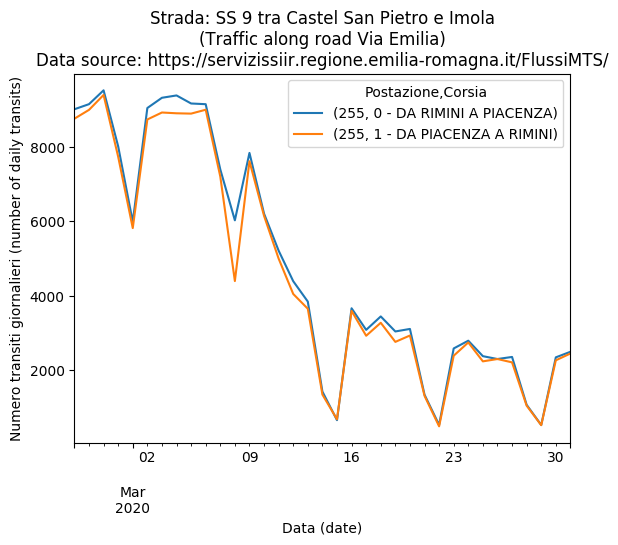 Strada: SS 9 tra Castel San Pietro e Imola
(Traffic along road Via Emilia)
Data source: https://servizissiir.regione.emilia-romagna.it/FlussiMTS/
Numero transiti giornalieri (number of daily transits)
Postazione,Corsia
(255, 0 - DA RIMINI A PIACENZA)
(255, 1 - DA PIACENZA A RIMINI)
8000
6000
4000
2000
02 09 16 23 30
Mar
2020
Data (date)